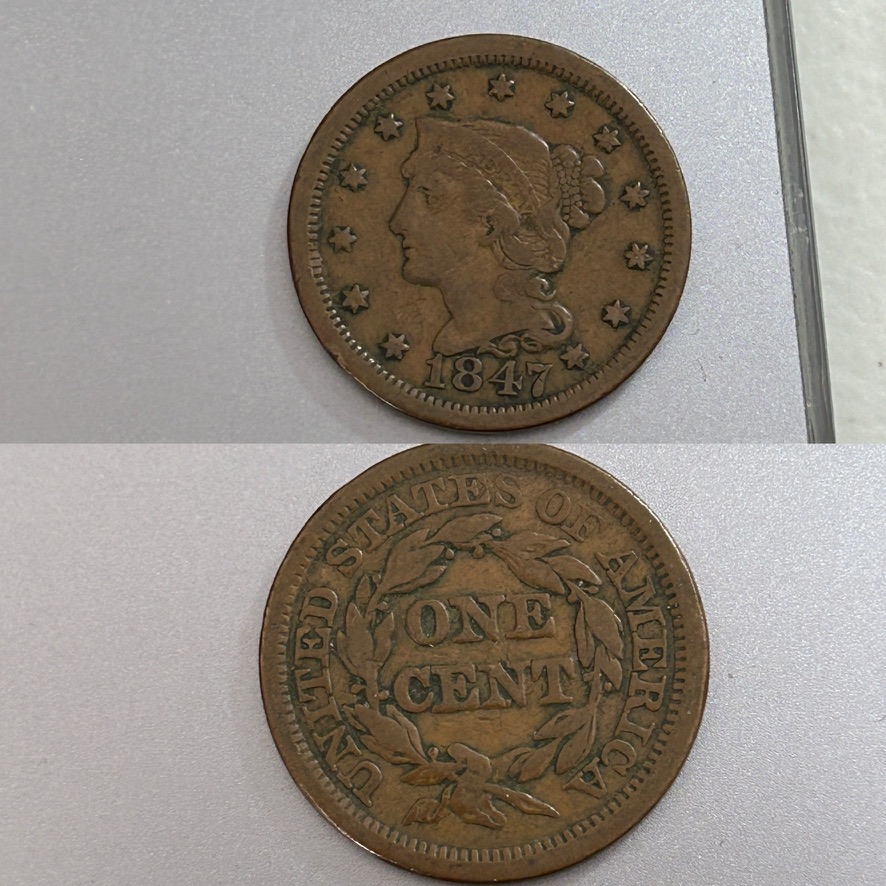 1847
UNITED STATES OF AMERICA
ONE
CENT